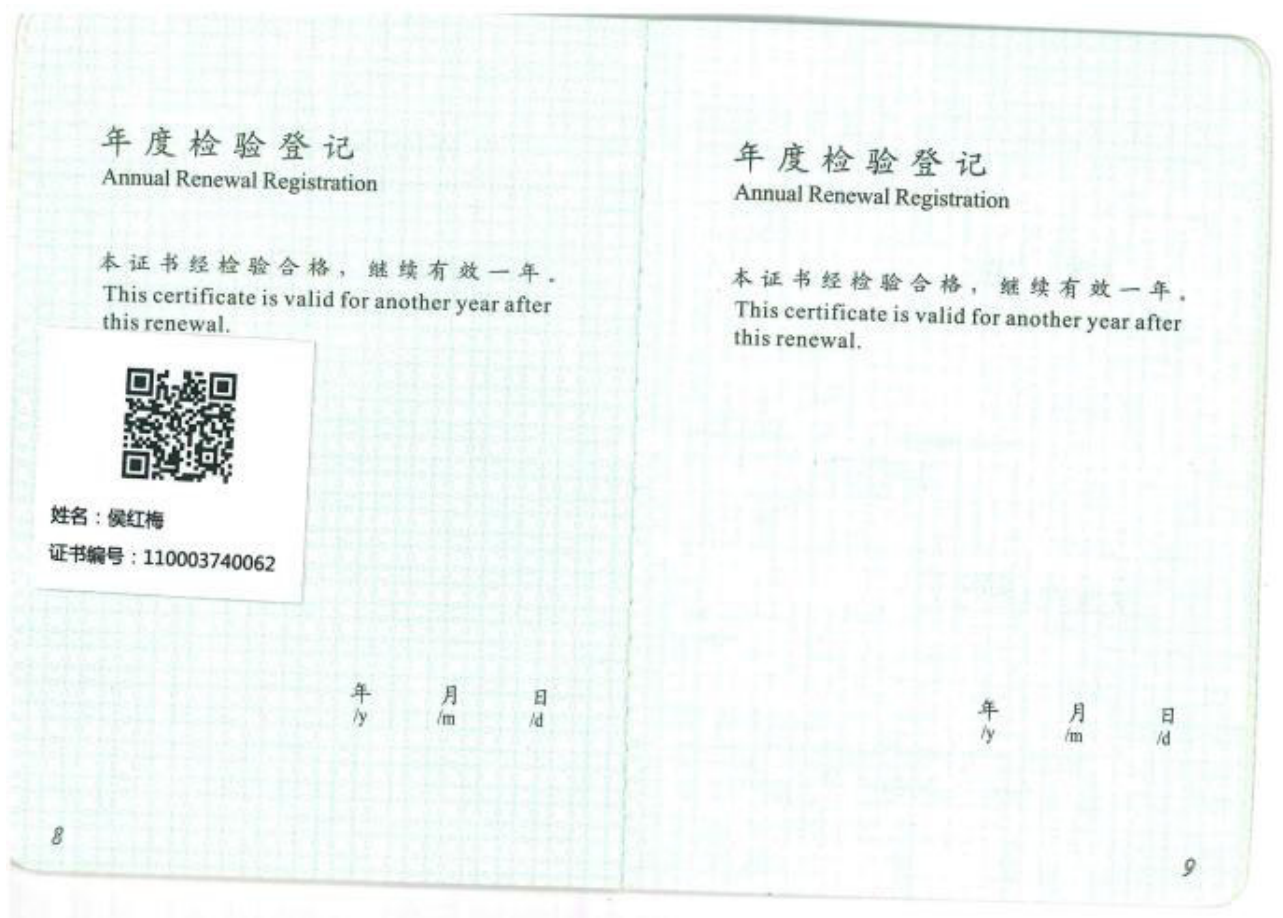 年度检验登记
Annual Renewal Registration
本证书经检验合格，继续有效一年。
This certificate is valid for another year after
this renewal.
姓名：侯红梅
证书编号：110003740062
年 月 日
/y /m /d
8
年度检验登记
Annual Renewal Registration
本证书经检验合格，继续有效一年。
This certificate is valid for another year after
this renewal.
年 月 日
/y /m /d
9